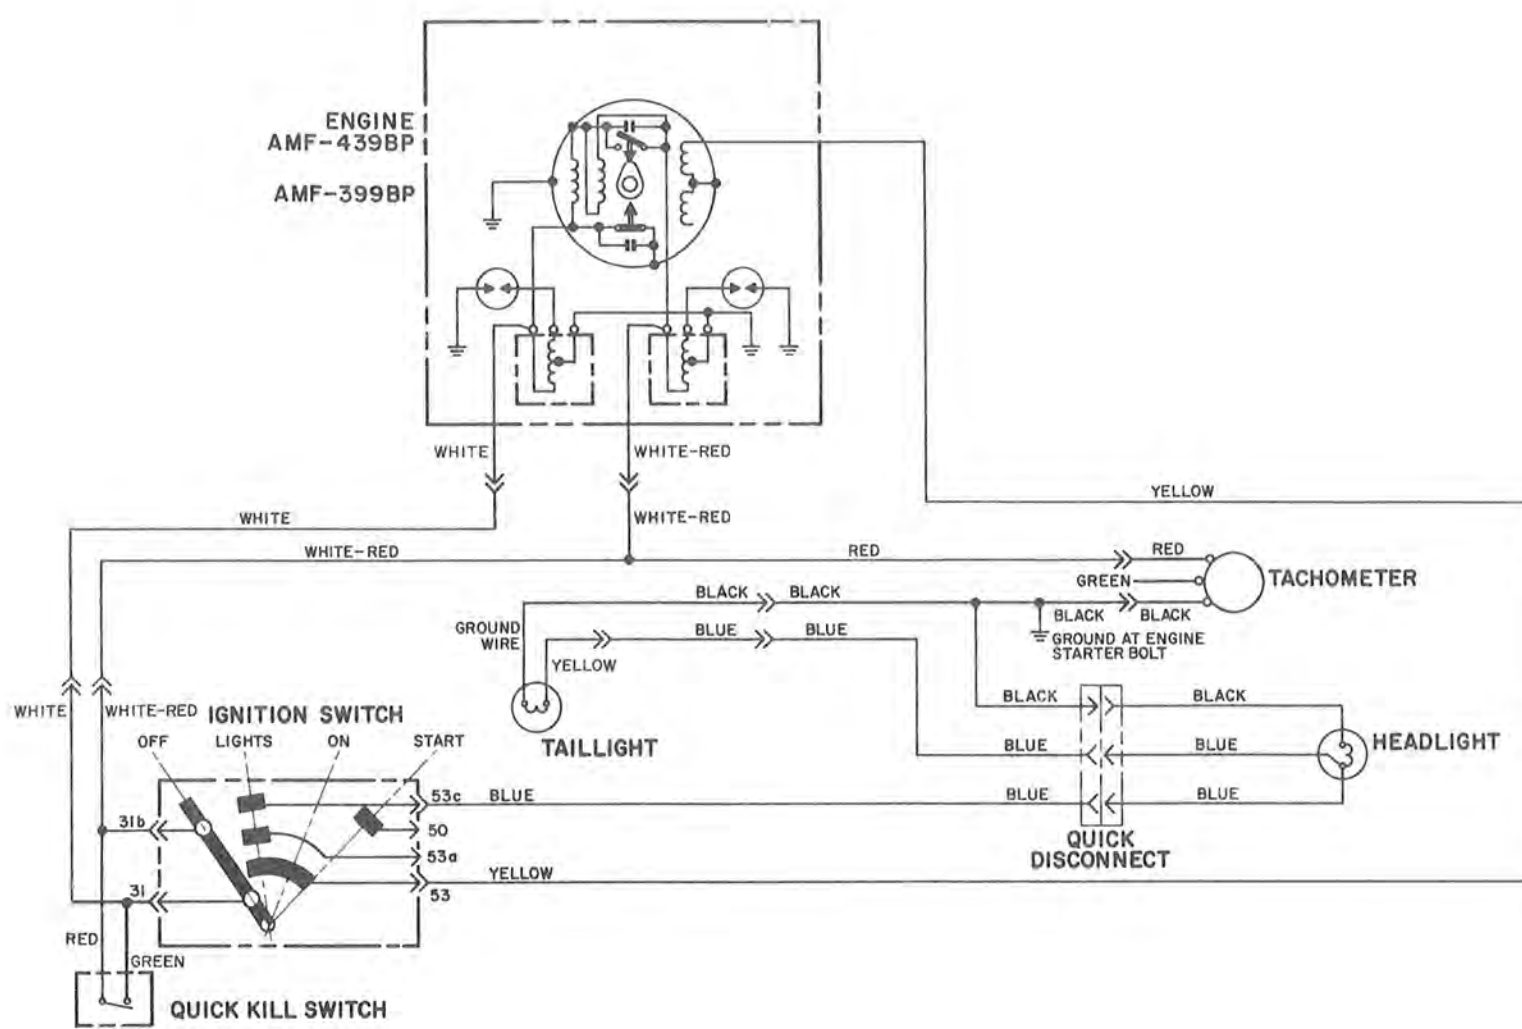 ENGINE
AMF-439BP
AMF-399BP
WHITE
WHITE-RED
WHITE
WHITE-RED
YELLOW
WHITE-RED
RED
RED
TACHOMETER
GREEN
BLACK
BLACK
BLACK
BLACK
GROUND
WIRE
BLUE
BLUE
GROUND AT ENGINE
STARTER BOLT
YELLOW
TAILLIGHT
BLACK
BLACK
WHITE
WHITE-RED
IGNITION SWITCH
OFF
LIGHTS
ON
START
BLUE
BLUE
HEADLIGHT
53c
BLUE
BLUE
BLUE
31b
50
QUICK
DISCONNECT
53a
YELLOW
31
53
RED
GREEN
QUICK KILL SWITCH